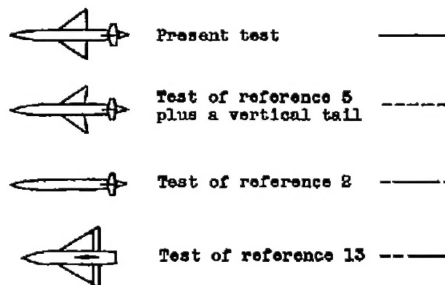 Present test
Test of reference 5
plus a vertical tail
Test of reference 2
Test of reference 13